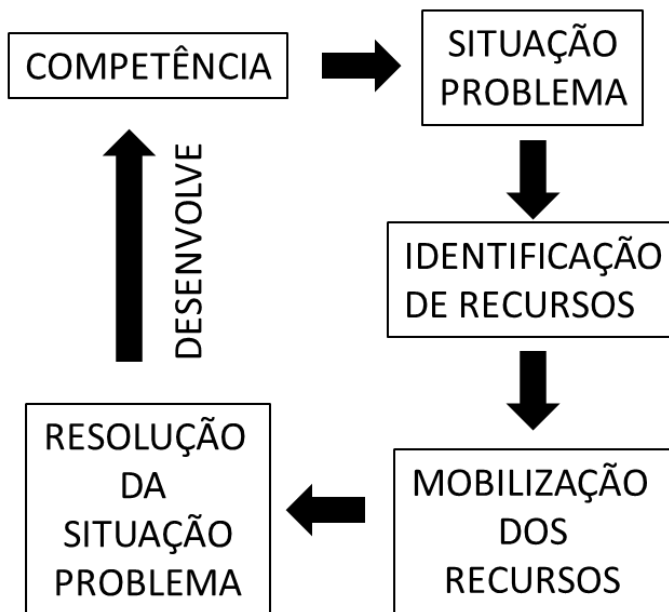 COMPETÊNCIA
SITUAÇÃO
PROBLEMA
IDENTIFICAÇÃO
DE RECURSOS
MOBILIZAÇÃO
DOS
RECURSOS
RESOLUÇÃO
DA
SITUAÇÃO
PROBLEMA
DESENVOLVE